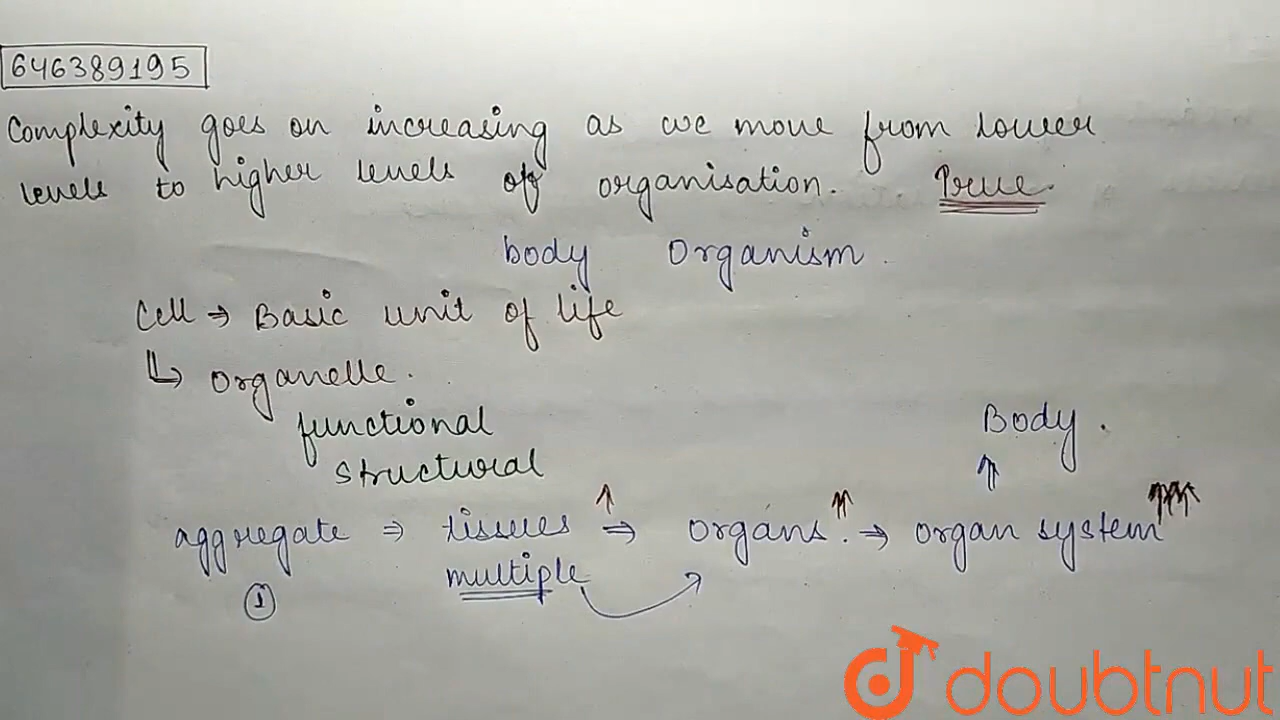 646389195
Complexity goes on increasing as we move from lower
levels to higher levels of organisation. True.
body Organism.
Cell ⇒ Basic unit of life
↳ Organelle.
functional
structural
Body.
⇑
aggregate ⇒ tissues ↑ ⇒ organs. ↑↑ ⇒ organ system ↑↑↑
multiple
①
doubtnut